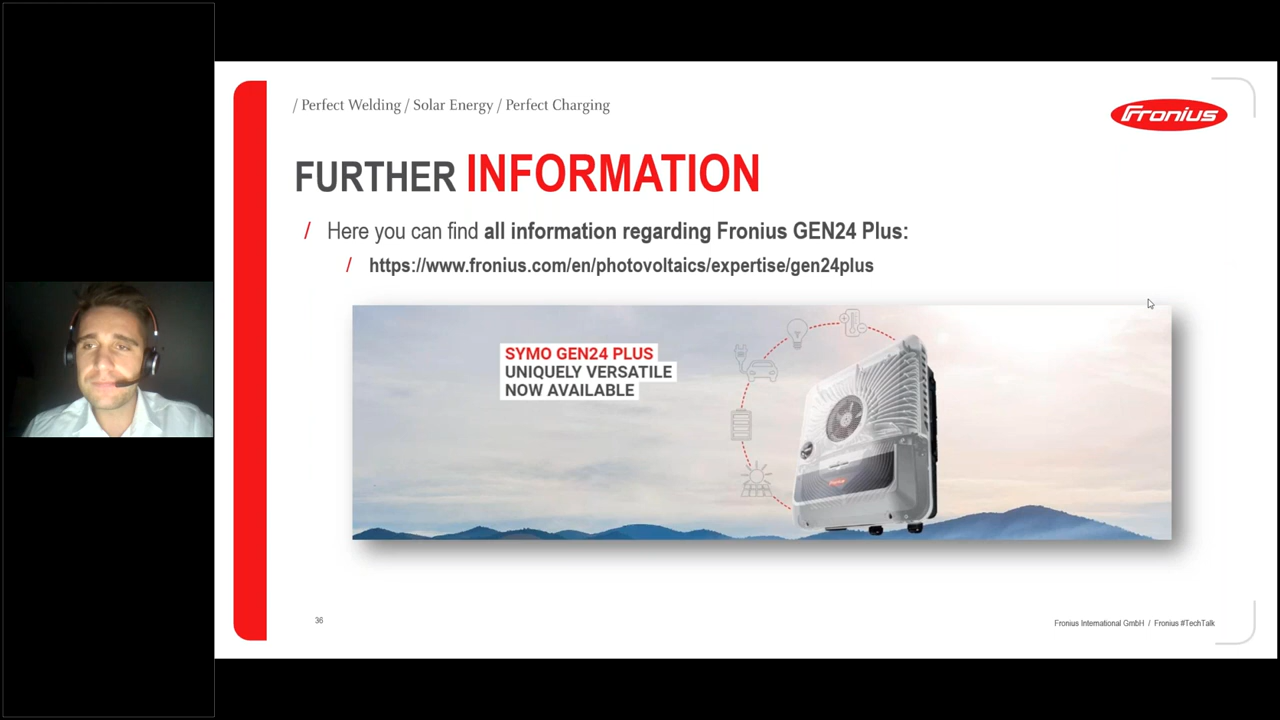 / Perfect Welding / Solar Energy / Perfect Charging
Fronius
FURTHER INFORMATION
/ Here you can find all information regarding Fronius GEN24 Plus:
/ https://www.fronius.com/en/photovoltaics/expertise/gen24plus
SYMO GEN24 PLUS
UNIQUELY VERSATILE
NOW AVAILABLE
Fronius
36
Fronius International GmbH / Fronius #TechTalk